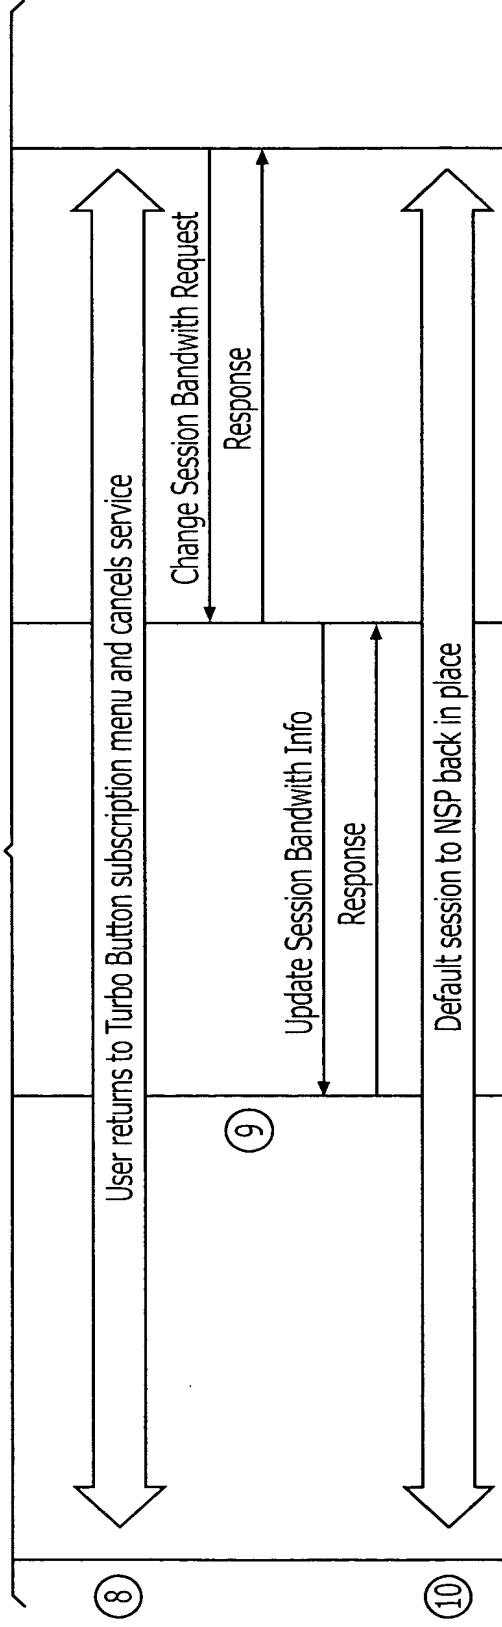 8
User returns to Turbo Button subscription menu and cancels service
Change Session Bandwith Request
Response
9
Update Session Bandwith Info
Response
10
Default session to NSP back in place